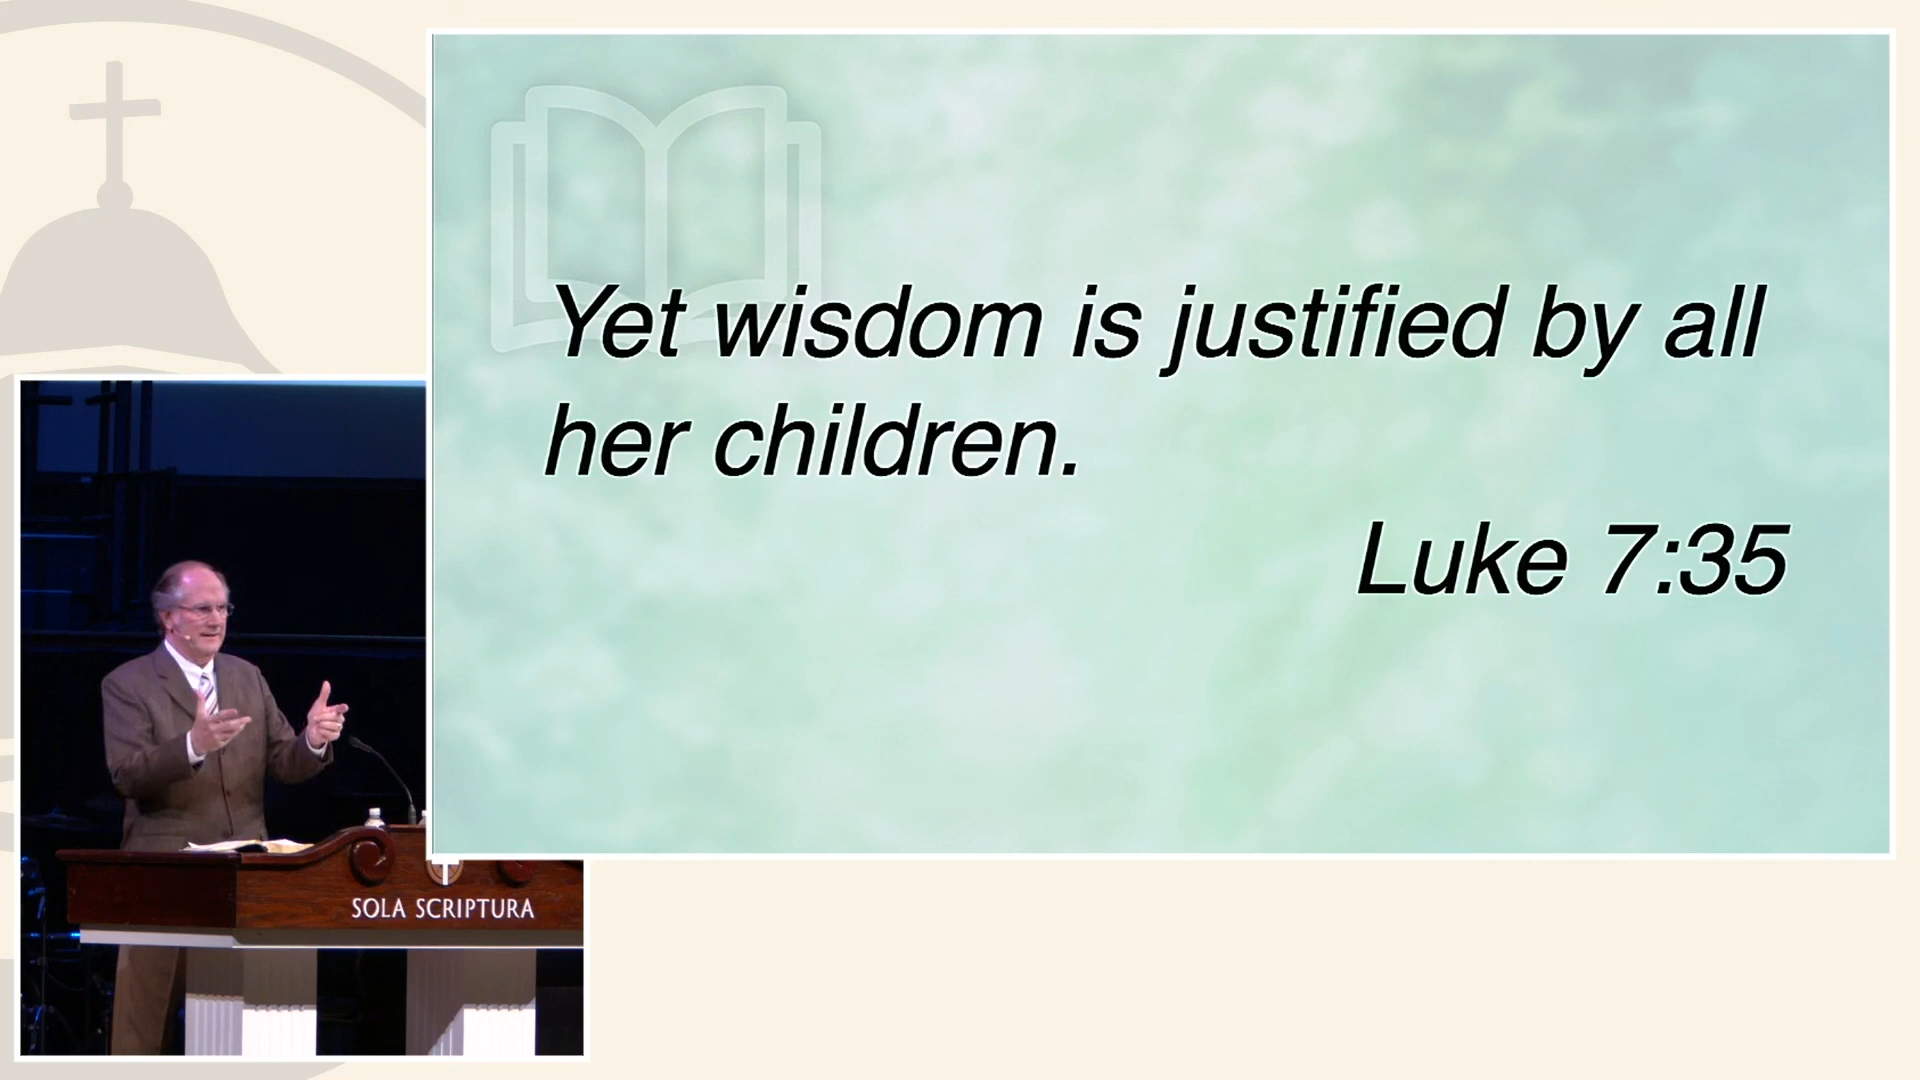 Yet wisdom is justified by all
her children.
Luke 7:35
SOLA SCRIPTURA